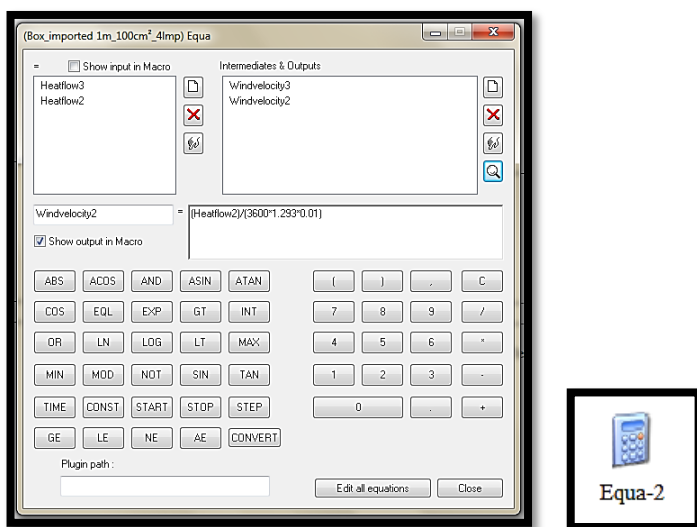 (Box_imported 1m_100cm²_4Imp) Equa
= Show input in Macro Intermediates & Outputs
Heatflow3 Windvelocity3
Heatflow2 Windvelocity2
Windvelocity2 = (Heatflow2)/(3600*1.293*0.01)
Show output in Macro
ABS ACOS AND ASIN ATAN ( ) , C
COS EQL EXP GT INT 7 8 9 /
OR LN LOG LT MAX 4 5 6 *
MIN MOD NOT SIN TAN 1 2 3 -
TIME CONST START STOP STEP 0 . +
GE LE NE AE CONVERT
Plugin path :
Edit all equations Close
Equa-2